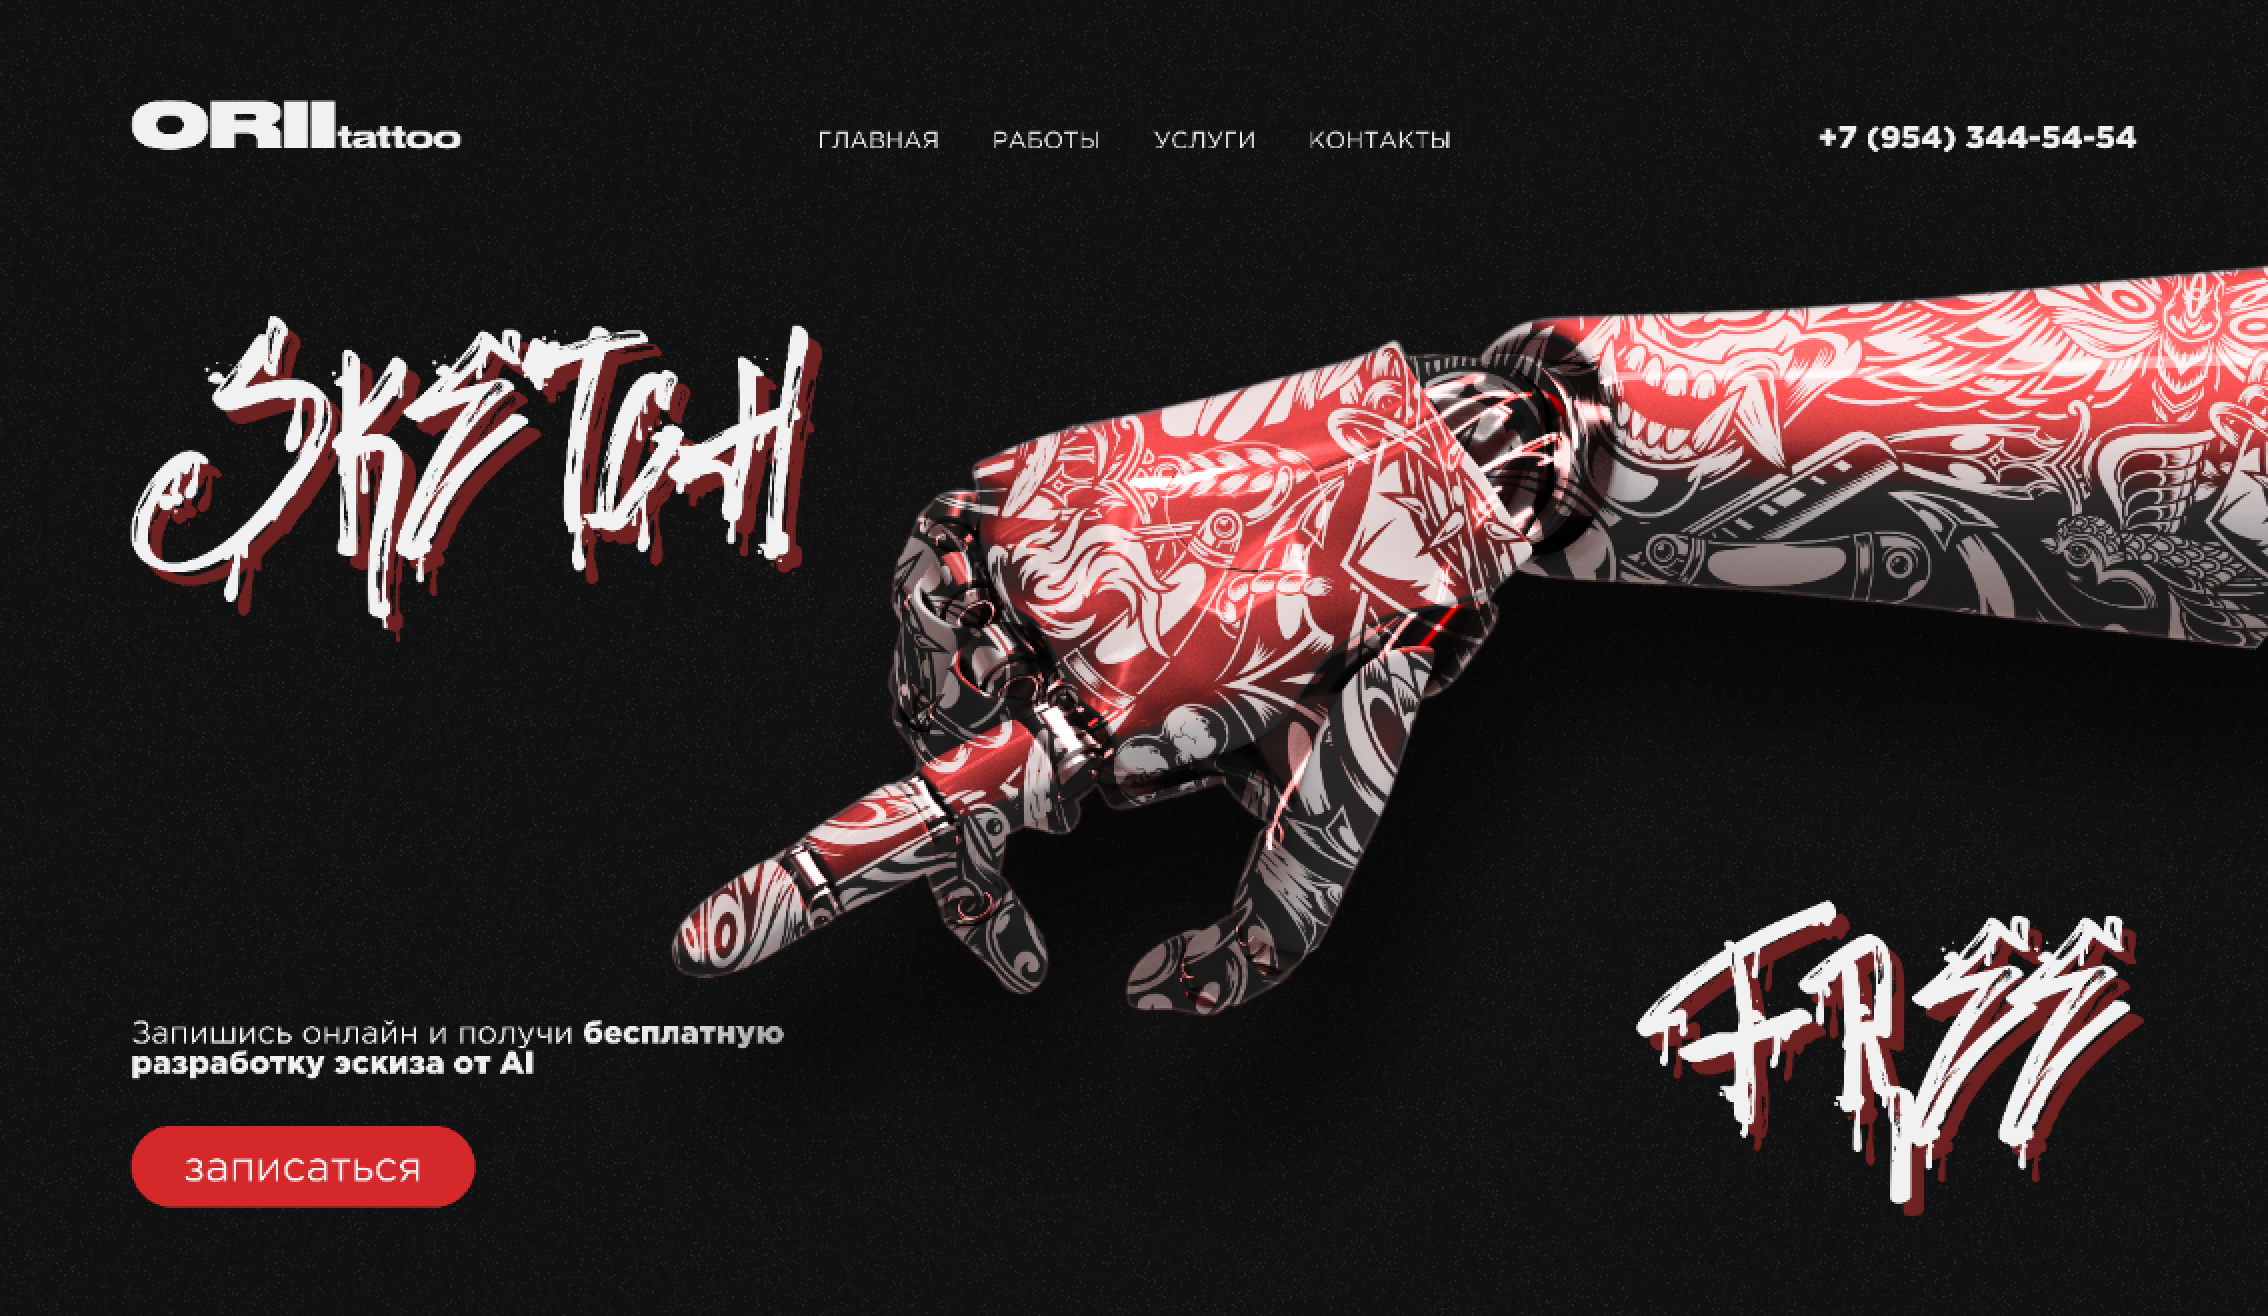 ORII tattoo
ГЛАВНАЯ РАБОТЫ УСЛУГИ КОНТАКТЫ
+7 (954) 344-54-54
SKETCH
FREE
Запишись онлайн и получи бесплатную
разработку эскиза от AI
записаться